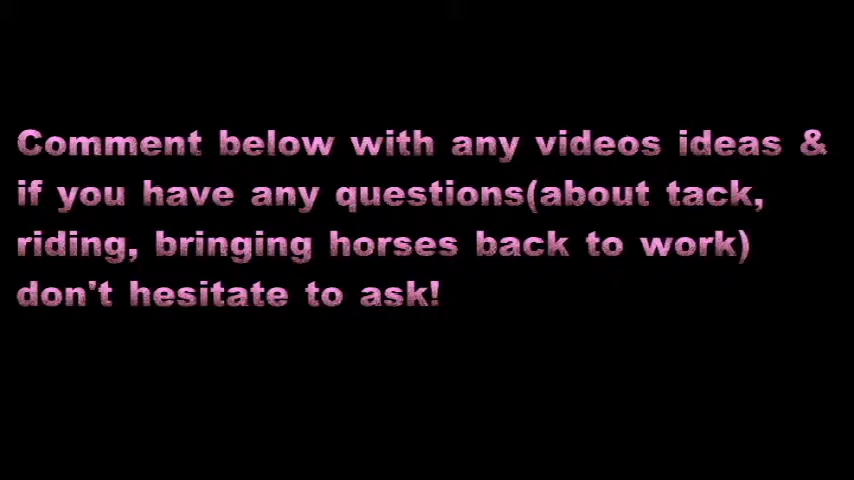 Comment below with any videos ideas &
if you have any questions(about tack,
riding, bringing horses back to work)
don't hesitate to ask!